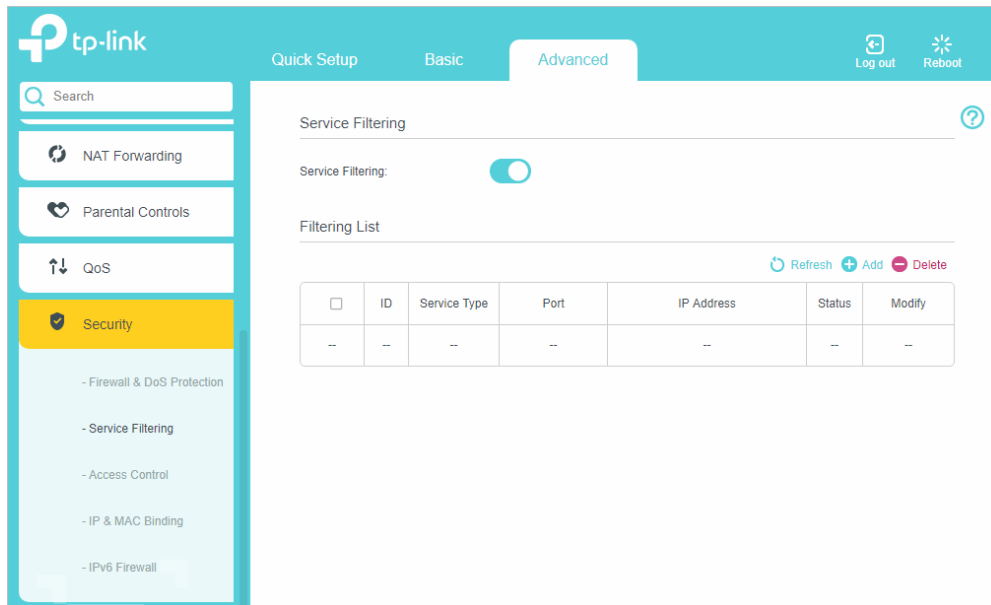 tp-link
Quick Setup Basic Advanced Log out Reboot
Search
NAT Forwarding
Parental Controls
QoS
Security
- Firewall & DoS Protection
- Service Filtering
- Access Control
- IP & MAC Binding
- IPv6 Firewall
Service Filtering
?
Service Filtering:
Filtering List
Refresh Add Delete
ID Service Type Port IP Address Status Modify
-- -- -- -- -- -- --